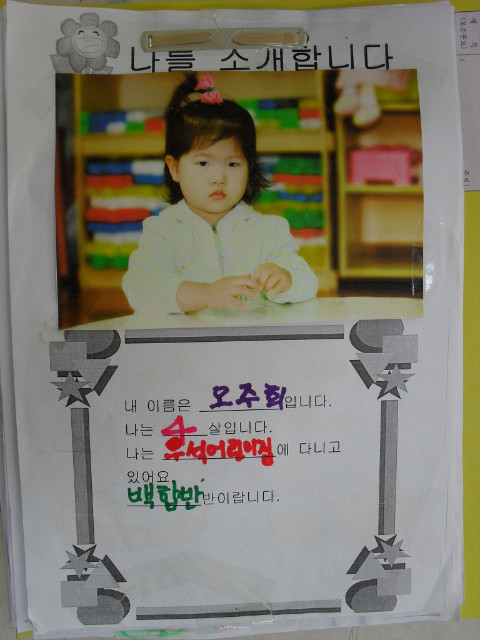 나를 소개합니다
내 이름은 모주희입니다.
나는 4 살입니다.
나는 우석어린이집에 다니고
있어요
백합반반이랍니다.